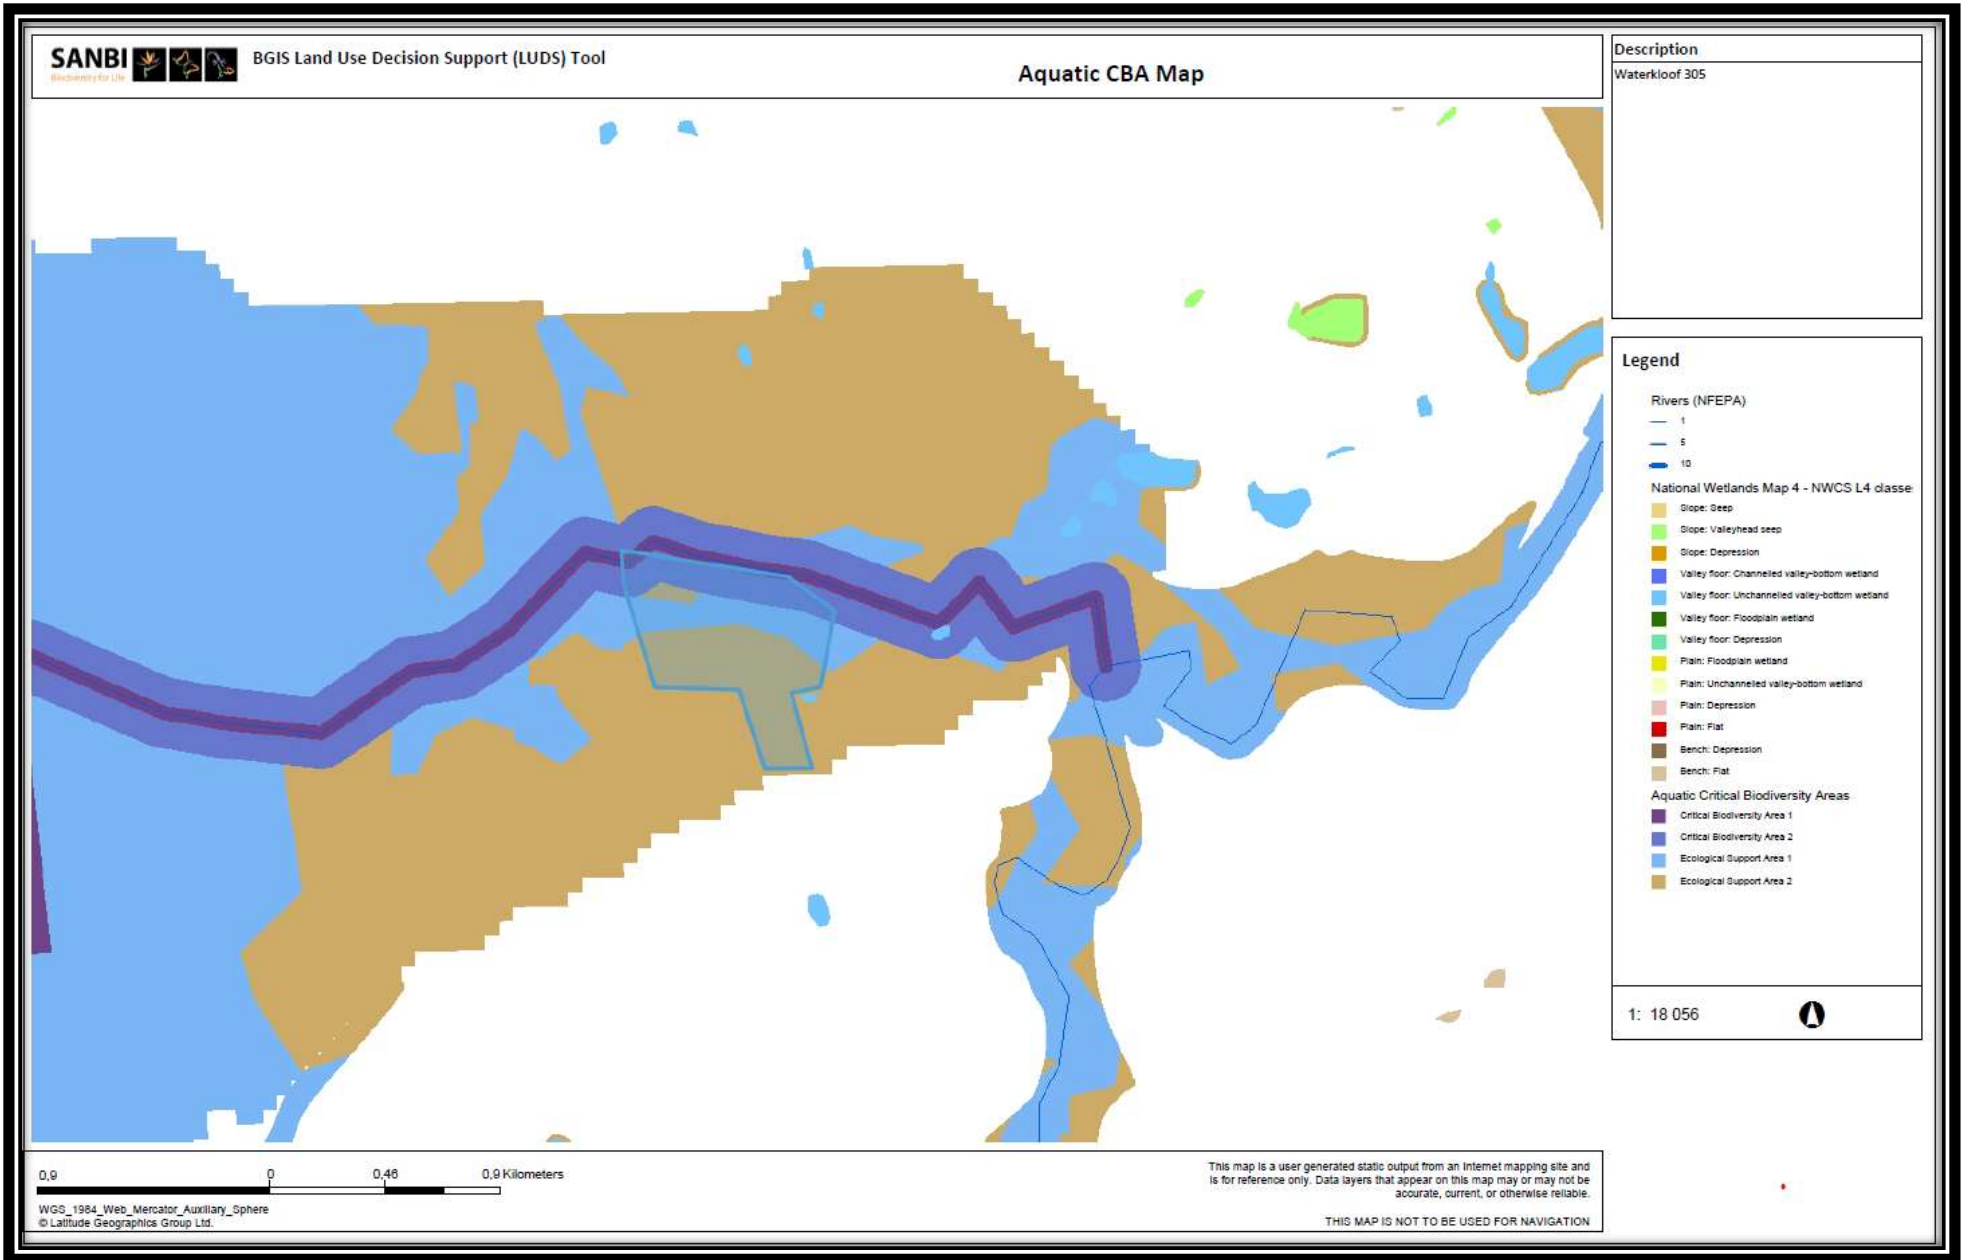 SANBI
Biodiversity for Life
BGIS Land Use Decision Support (LUDS) Tool
Aquatic CBA Map
Description
Waterkloof 305
Legend
Rivers (NFEPA)
1
5
10
National Wetlands Map 4 - NWCS L4 classe
Slope: Seep
Slope: Valleyhead seep
Slope: Depression
Valley floor: Channelled valley-bottom wetland
Valley floor: Unchannelled valley-bottom wetland
Valley floor: Floodplain wetland
Valley floor: Depression
Plain: Floodplain wetland
Plain: Unchannelled valley-bottom wetland
Plain: Depression
Plain: Flat
Bench: Depression
Bench: Flat
Aquatic Critical Biodiversity Areas
Critical Biodiversity Area 1
Critical Biodiversity Area 2
Ecological Support Area 1
Ecological Support Area 2
1: 18 056
0,9 0 0,46 0,9 Kilometers
WGS_1984_Web_Mercator_Auxiliary_Sphere
© Latitude Geographics Group Ltd.
This map is a user generated static output from an Internet mapping site and
is for reference only. Data layers that appear on this map may or may not be
accurate, current, or otherwise reliable.
THIS MAP IS NOT TO BE USED FOR NAVIGATION